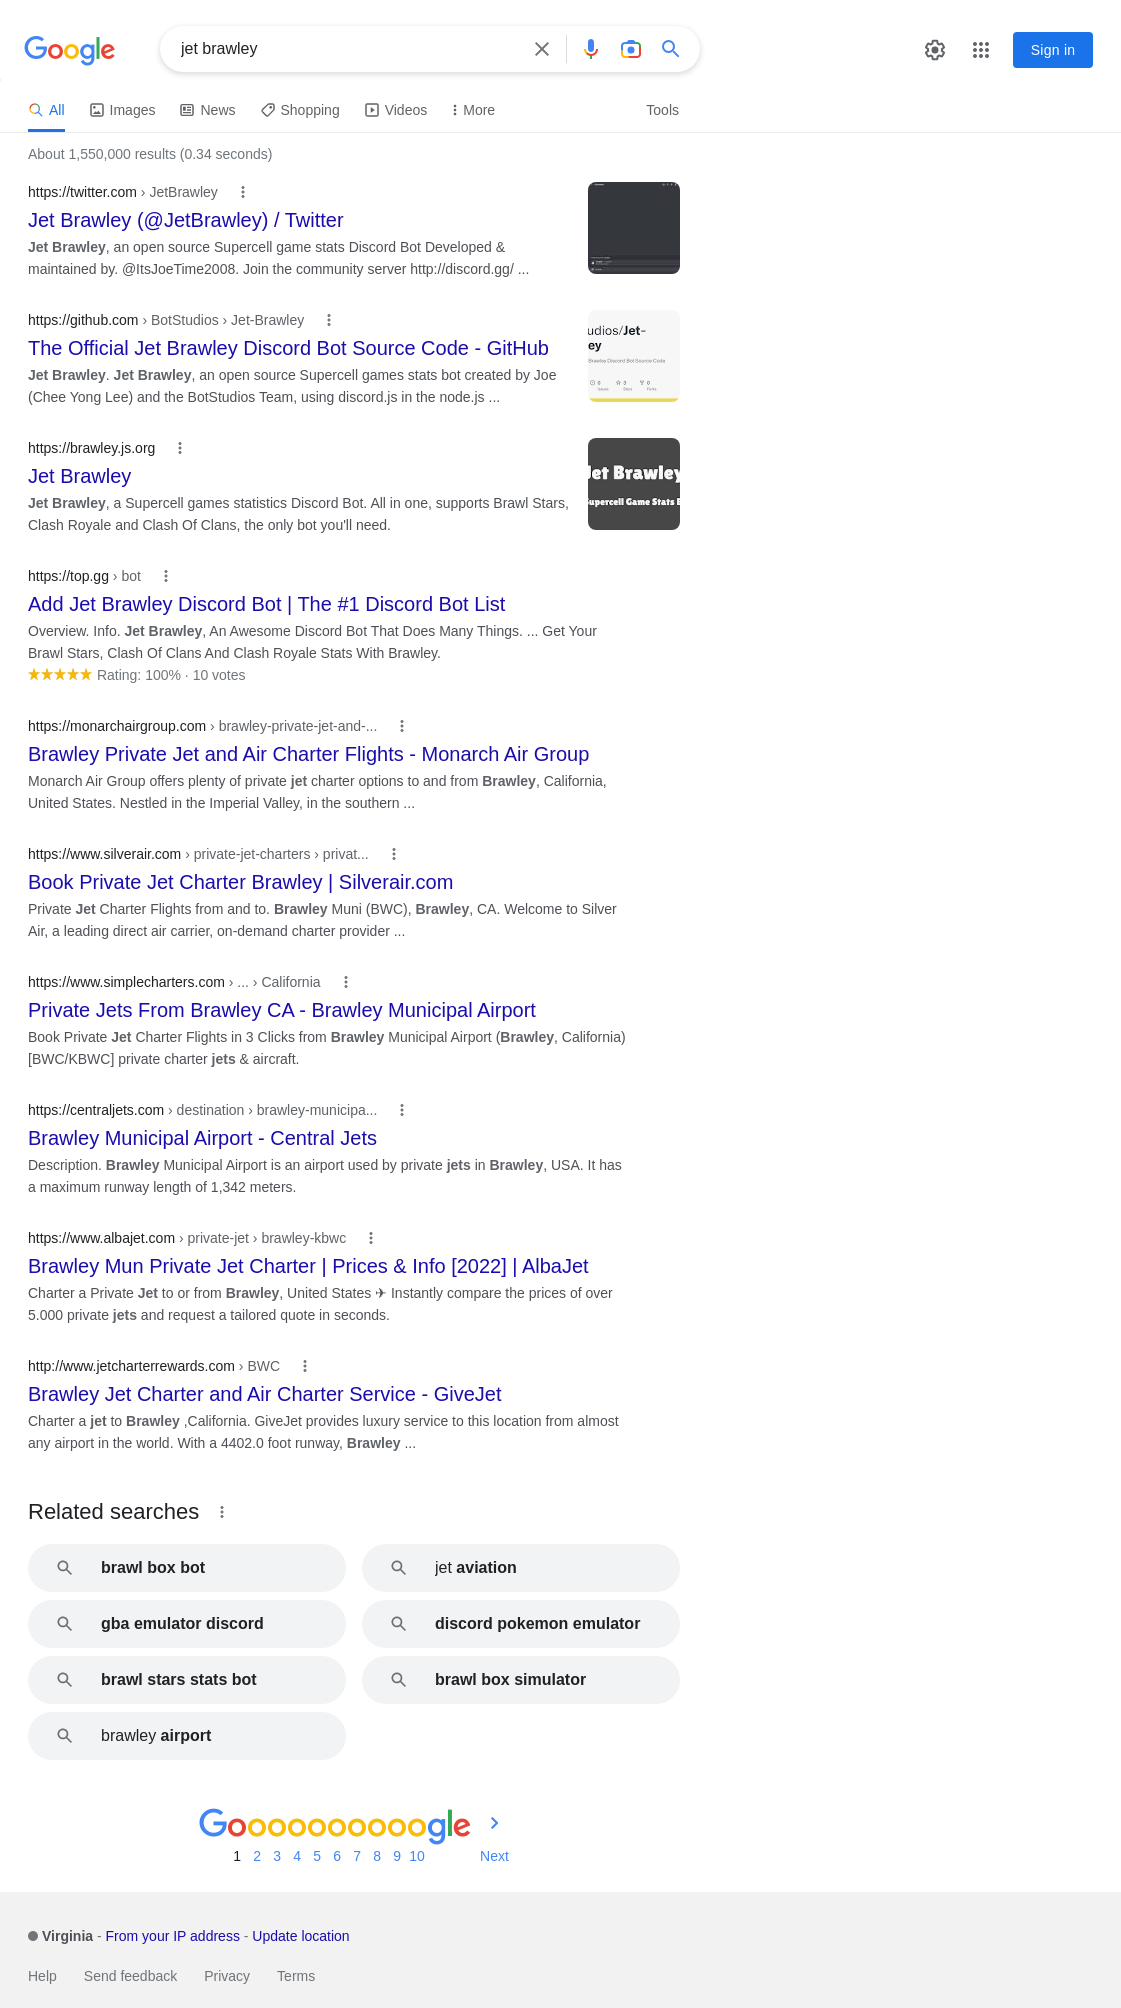 Google
jet brawley
Sign in
All
Images
News
Shopping
Videos
More
Tools
About 1,550,000 results (0.34 seconds)
https://twitter.com › JetBrawley
Jet Brawley (@JetBrawley) / Twitter
Jet Brawley, an open source Supercell game stats Discord Bot Developed &
maintained by. @ItsJoeTime2008. Join the community server http://discord.gg/ ...
https://github.com › BotStudios › Jet-Brawley
The Official Jet Brawley Discord Bot Source Code - GitHub
Jet Brawley. Jet Brawley, an open source Supercell games stats bot created by Joe
(Chee Yong Lee) and the BotStudios Team, using discord.js in the node.js ...
udios/Jet-
ey
Brawley Discord Bot Source Code
0 3 0
Issues Stars Forks
https://brawley.js.org
Jet Brawley
Jet Brawley, a Supercell games statistics Discord Bot. All in one, supports Brawl Stars,
Clash Royale and Clash Of Clans, the only bot you'll need.
Jet Brawley
Supercell Game Stats B
https://top.gg › bot
Add Jet Brawley Discord Bot | The #1 Discord Bot List
Overview. Info. Jet Brawley, An Awesome Discord Bot That Does Many Things. ... Get Your
Brawl Stars, Clash Of Clans And Clash Royale Stats With Brawley.
Rating: 100% · 10 votes
https://monarchairgroup.com › brawley-private-jet-and-...
Brawley Private Jet and Air Charter Flights - Monarch Air Group
Monarch Air Group offers plenty of private jet charter options to and from Brawley, California,
United States. Nestled in the Imperial Valley, in the southern ...
https://www.silverair.com › private-jet-charters › privat...
Book Private Jet Charter Brawley | Silverair.com
Private Jet Charter Flights from and to. Brawley Muni (BWC), Brawley, CA. Welcome to Silver
Air, a leading direct air carrier, on-demand charter provider ...
https://www.simplecharters.com › ... › California
Private Jets From Brawley CA - Brawley Municipal Airport
Book Private Jet Charter Flights in 3 Clicks from Brawley Municipal Airport (Brawley, California)
[BWC/KBWC] private charter jets & aircraft.
https://centraljets.com › destination › brawley-municipa...
Brawley Municipal Airport - Central Jets
Description. Brawley Municipal Airport is an airport used by private jets in Brawley, USA. It has
a maximum runway length of 1,342 meters.
https://www.albajet.com › private-jet › brawley-kbwc
Brawley Mun Private Jet Charter | Prices & Info [2022] | AlbaJet
Charter a Private Jet to or from Brawley, United States ✈ Instantly compare the prices of over
5.000 private jets and request a tailored quote in seconds.
http://www.jetcharterrewards.com › BWC
Brawley Jet Charter and Air Charter Service - GiveJet
Charter a jet to Brawley ,California. GiveJet provides luxury service to this location from almost
any airport in the world. With a 4402.0 foot runway, Brawley ...
Related searches
brawl box bot
jet aviation
gba emulator discord
discord pokemon emulator
brawl stars stats bot
brawl box simulator
brawley airport
Goooooooooogle
1 2 3 4 5 6 7 8 9 10 Next
Virginia - From your IP address - Update location
Help Send feedback Privacy Terms